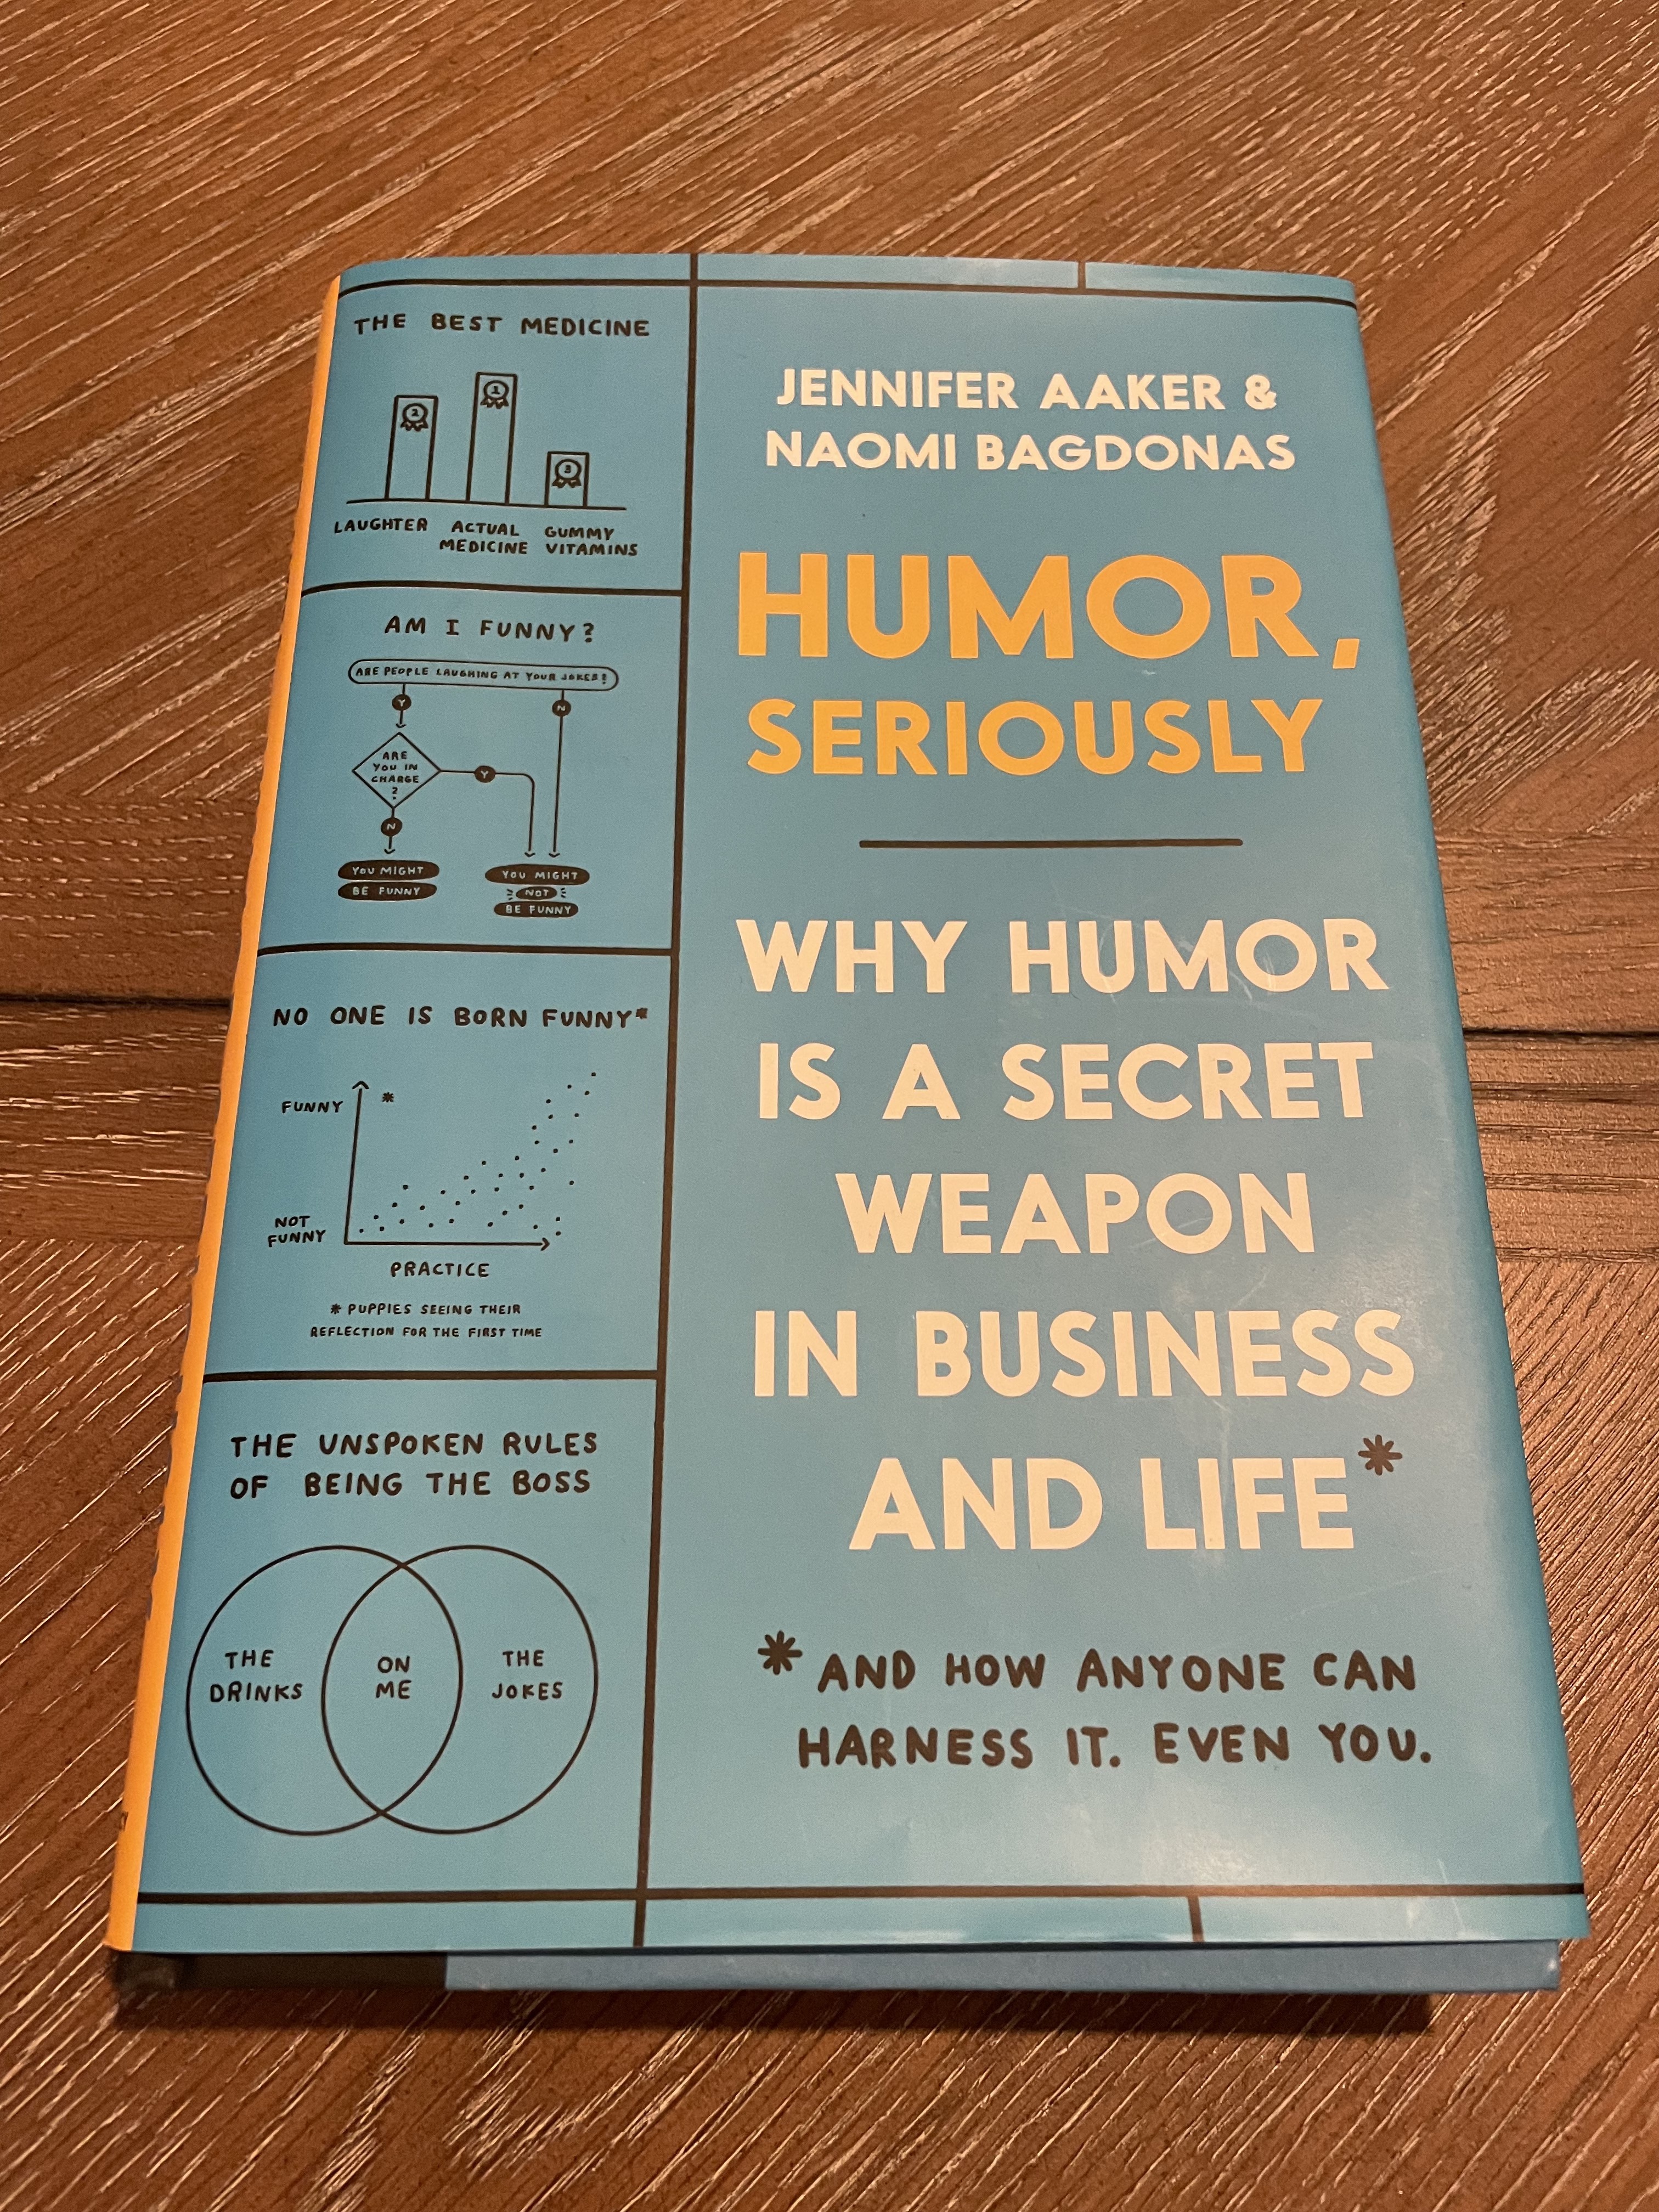 THE BEST MEDICINE
2
1
3
LAUGHTER
ACTUAL
MEDICINE
GUMMY
VITAMINS
AM I FUNNY?
ARE PEOPLE LAUGHING AT YOUR JOKES?
Y
N
ARE
YOU IN
CHARGE
?
Y
N
YOU MIGHT
BE FUNNY
YOU MIGHT
NOT
BE FUNNY
NO ONE IS BORN FUNNY*
FUNNY
*
NOT
FUNNY
PRACTICE
* PUPPIES SEEING THEIR
REFLECTION FOR THE FIRST TIME
THE UNSPOKEN RULES
OF BEING THE BOSS
THE
DRINKS
ON
ME
THE
JOKES
JENNIFER AAKER &
NAOMI BAGDONAS
HUMOR,
SERIOUSLY
WHY HUMOR
IS A SECRET
WEAPON
IN BUSINESS
AND LIFE*
* AND HOW ANYONE CAN
HARNESS IT. EVEN YOU.